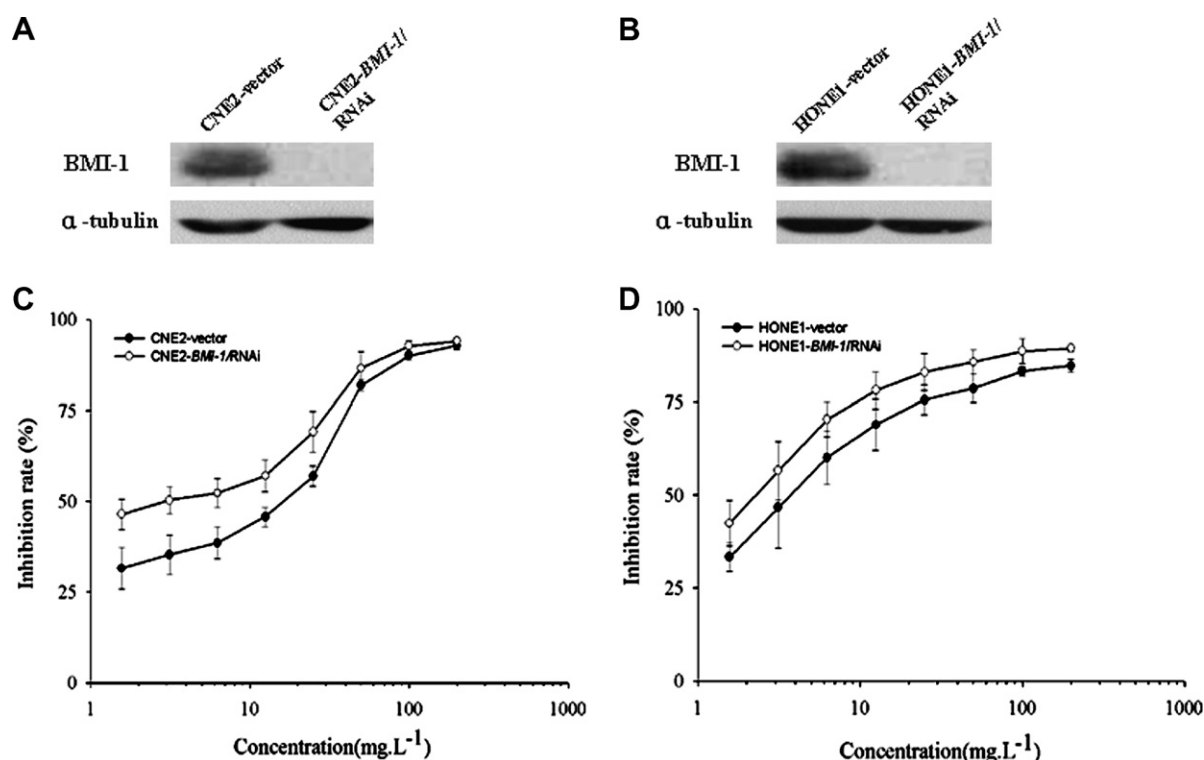 A
CNE2-vector
CNE2-BMI-1/
RNAi
BMI-1
α-tubulin
B
HONE1-vector
HONE1-BMI-1/
RNAi
BMI-1
α-tubulin
C
100
75
50
25
0
Inhibition rate (%)
CNE2-vector
CNE2-BMI-1/RNAi
1
10
100
1000
Concentration(mg.L-1)
D
100
75
50
25
0
Inhibition rate (%)
HONE1-vector
HONE1-BMI-1/RNAi
1
10
100
1000
Concentration(mg.L-1)